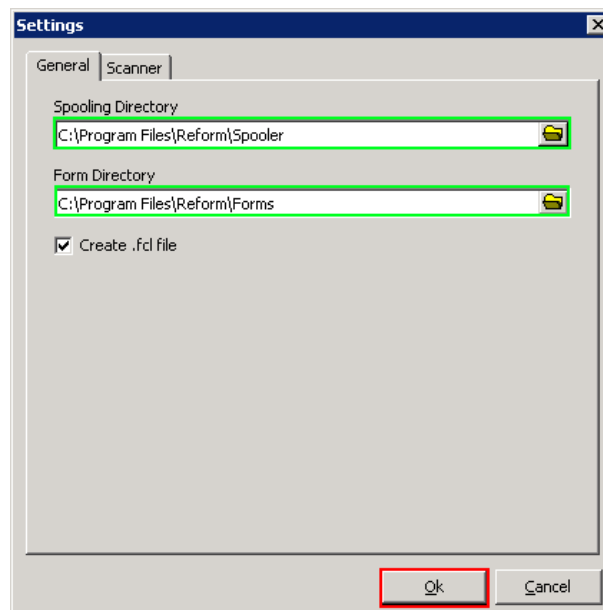 Settings
General
Scanner
Spooling Directory
C:\Program Files\Reform\Spooler
Form Directory
C:\Program Files\Reform\Forms
Create .fcl file
Ok
Cancel